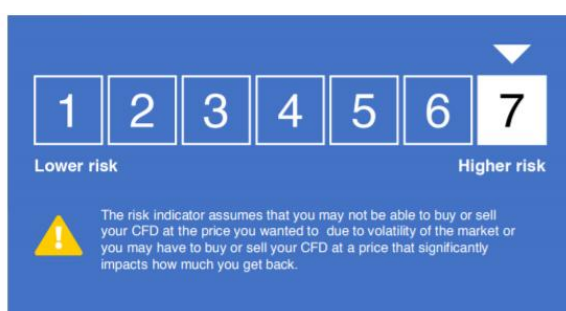 1 2 3 4 5 6 7
Lower risk Higher risk
The risk indicator assumes that you may not be able to buy or sell
your CFD at the price you wanted to due to volatility of the market or
you may have to buy or sell your CFD at a price that significantly
impacts how much you get back.